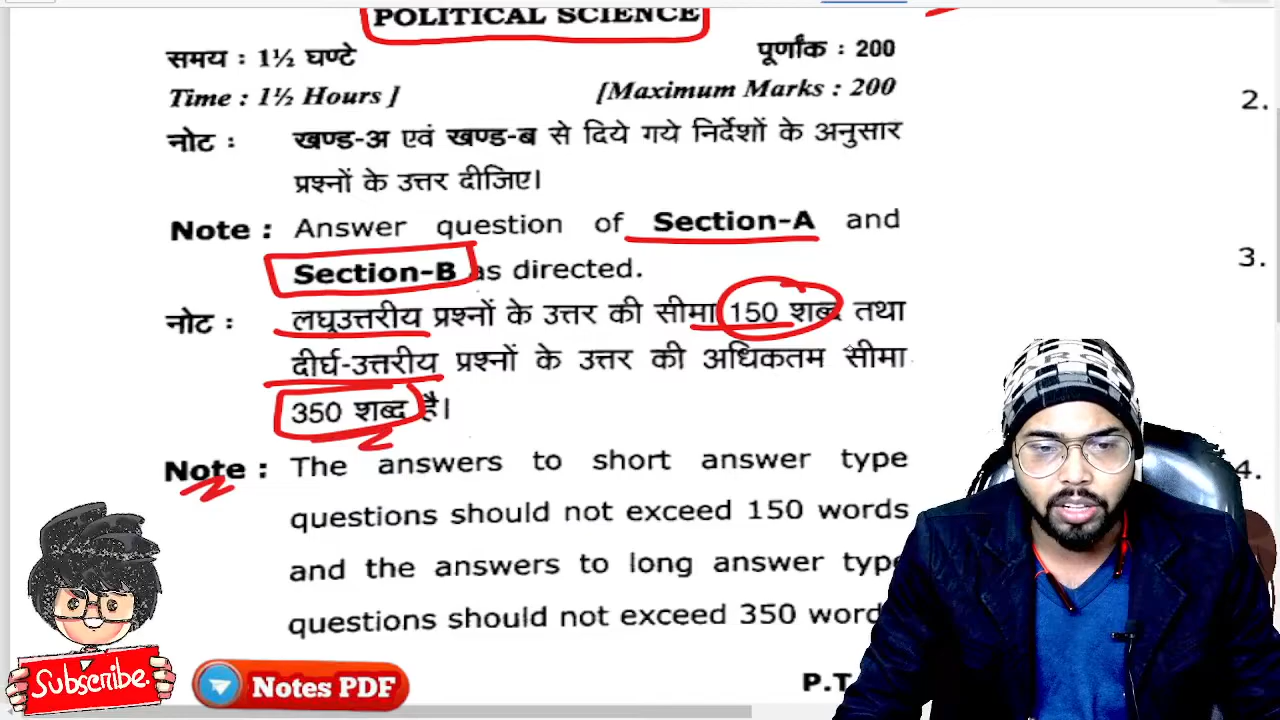 POLITICAL SCIENCE
समय : 1½ घण्टे पूर्णांक : 200
Time : 1½ Hours ] [Maximum Marks : 200
नोट : खण्ड-अ एवं खण्ड-ब से दिये गये निर्देशों के अनुसार
प्रश्नों के उत्तर दीजिए।
Note : Answer question of Section-A and
Section-B as directed.
नोट : लघूउत्तरीय प्रश्नों के उत्तर की सीमा 150 शब्द तथा
दीर्घ-उत्तरीय प्रश्नों के उत्तर की अधिकतम सीमा
350 शब्द है।
Note : The answers to short answer type
questions should not exceed 150 words
and the answers to long answer type
questions should not exceed 350 word
P.T
2.
3.
4.
Subscribe.
Notes PDF